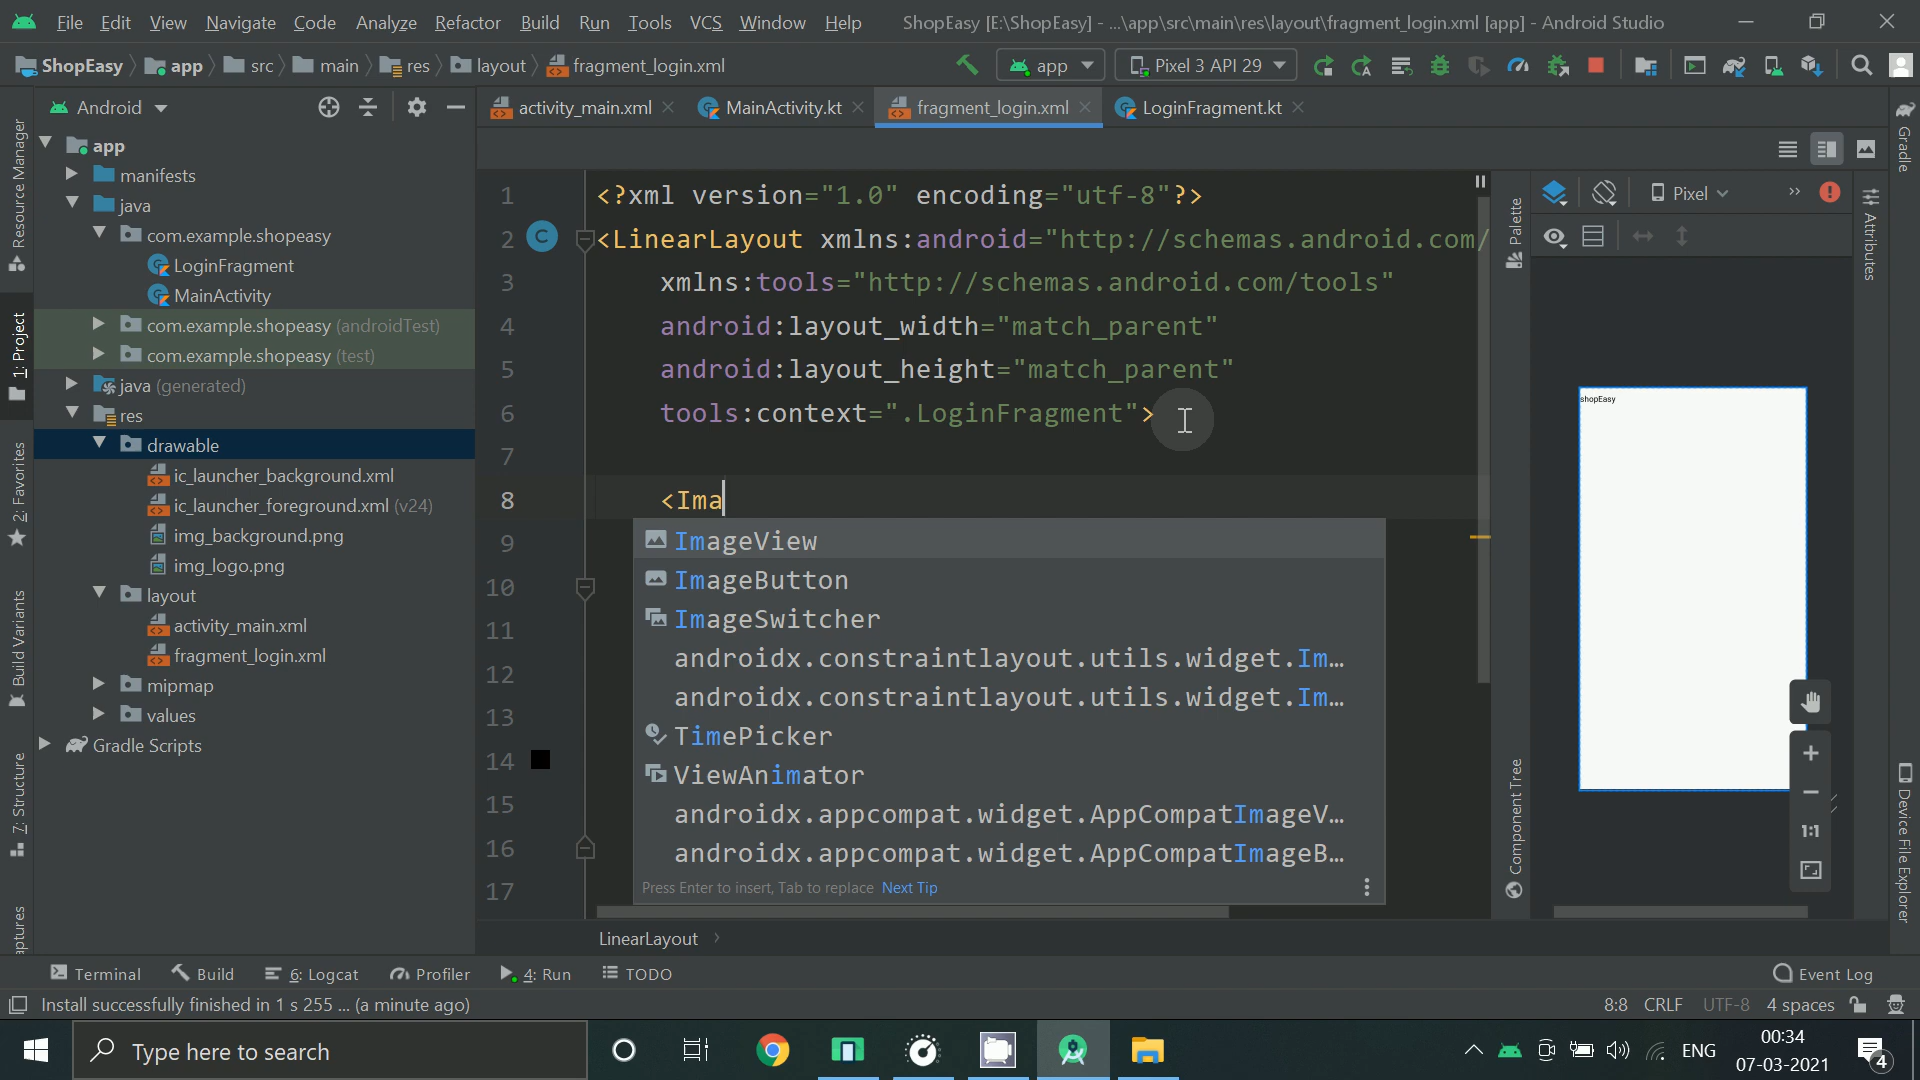 File Edit View Navigate Code Analyze Refactor Build Run Tools VCS Window Help ShopEasy [E:\ShopEasy] - ...\app\src\main\res\layout\fragment_login.xml [app] - Android Studio
ShopEasy app src main res layout fragment_login.xml app Pixel 3 API 29
Android activity_main.xml MainActivity.kt fragment_login.xml LoginFragment.kt
app
manifests
java
com.example.shopeasy
LoginFragment
MainActivity
com.example.shopeasy (androidTest)
com.example.shopeasy (test)
java (generated)
res
drawable
ic_launcher_background.xml
ic_launcher_foreground.xml (v24)
img_background.png
img_logo.png
layout
activity_main.xml
fragment_login.xml
mipmap
values
Gradle Scripts
Resource Manager
1: Project
2: Favorites
Build Variants
7: Structure
1 <?xml version="1.0" encoding="utf-8"?>
2 <LinearLayout xmlns:android="http://schemas.android.com/
3 xmlns:tools="http://schemas.android.com/tools"
4 android:layout_width="match_parent"
5 android:layout_height="match_parent"
6 tools:context=".LoginFragment">
7
8 <Ima
9
10
11
12
13
14
15
16
17
ImageView
ImageButton
ImageSwitcher
androidx.constraintlayout.utils.widget.Im…
androidx.constraintlayout.utils.widget.Im…
TimePicker
ViewAnimator
androidx.appcompat.widget.AppCompatImageV…
androidx.appcompat.widget.AppCompatImageB…
Press Enter to insert, Tab to replace Next Tip
LinearLayout
Palette
Component Tree
Pixel
shopEasy
1:1
Gradle
Attributes
Device File Explorer
Terminal Build 6: Logcat Profiler 4: Run TODO Event Log
Install successfully finished in 1 s 255 ... (a minute ago) 8:8 CRLF UTF-8 4 spaces
Type here to search ENG 00:34
07-03-2021
4